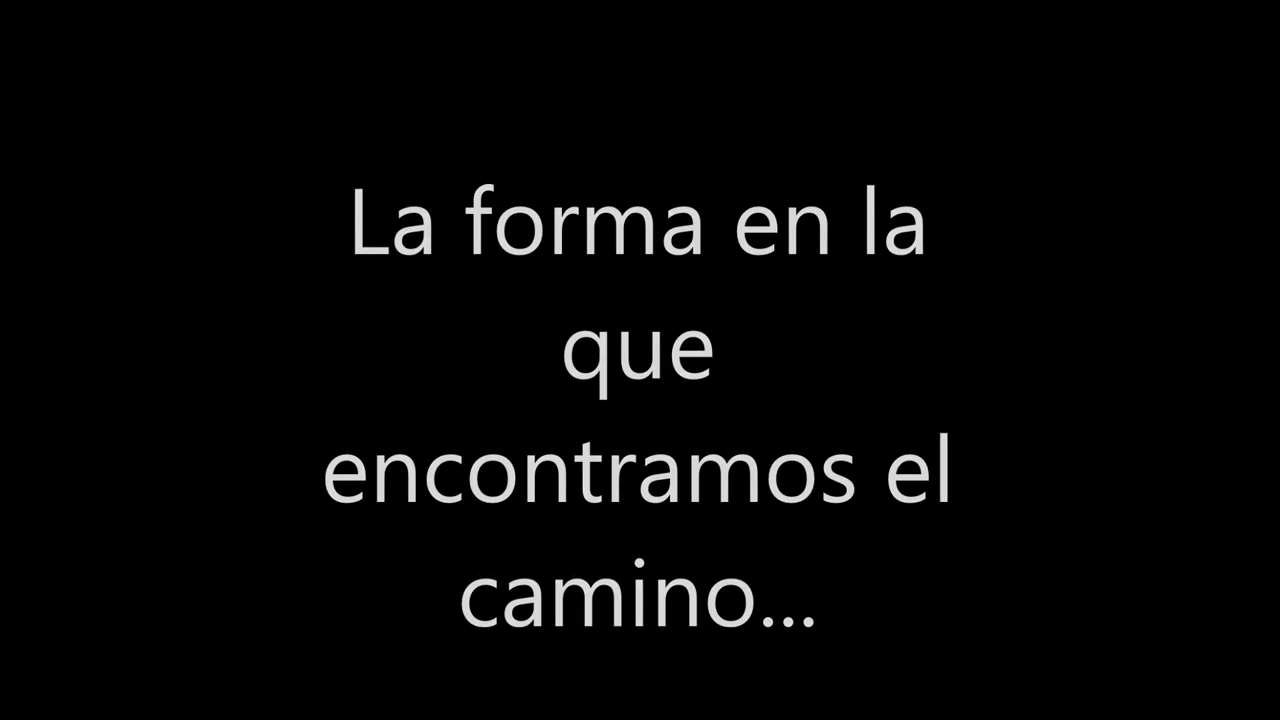 La forma en la
que
encontramos el
camino...